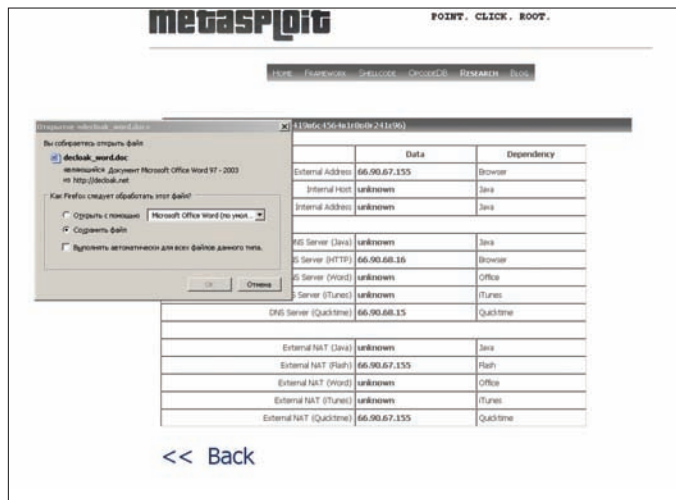 metasploit
POINT. CLICK. ROOT.
HOME FRAMEWORK SHELLCODE OPCODEDB RESEARCH BLOG
Открытие «decloak_word.doc»
Вы собираетесь открыть файл
decloak_word.doc
являющийся Документ Microsoft Office Word 97 - 2003
из http://decloak.net
Как Firefox следует обработать этот файл?
Открыть с помощью Microsoft Office Word (по умол...
Сохранить файл
Выполнять автоматически для всех файлов данного типа.
ОК Отмена
Data Dependency
External Address 66.90.67.155 Browser
Internal Host unknown Java
Internal Address unknown Java
NS Server (Java) unknown Java
S Server (HTTP) 66.90.68.16 Browser
S Server (Word) unknown Office
Server (iTunes) unknown iTunes
DNS Server (Quicktime) 66.90.68.15 Quicktime
External NAT (Java) unknown Java
External NAT (Flash) 66.90.67.155 Flash
External NAT (Word) unknown Office
External NAT (iTunes) unknown iTunes
External NAT (Quicktime) 66.90.67.155 Quicktime
<< Back